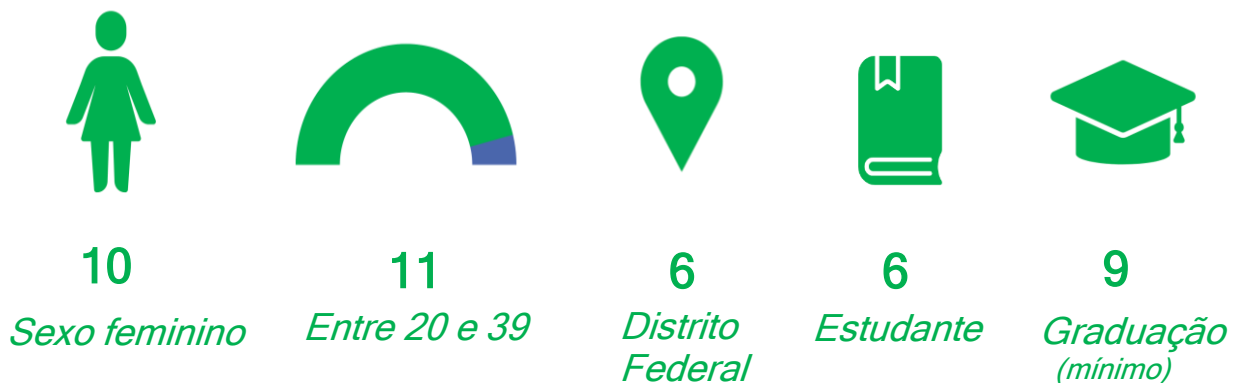 10
Sexo feminino
11
Entre 20 e 39
6
Distrito
Federal
6
Estudante
9
Graduação
(mínimo)